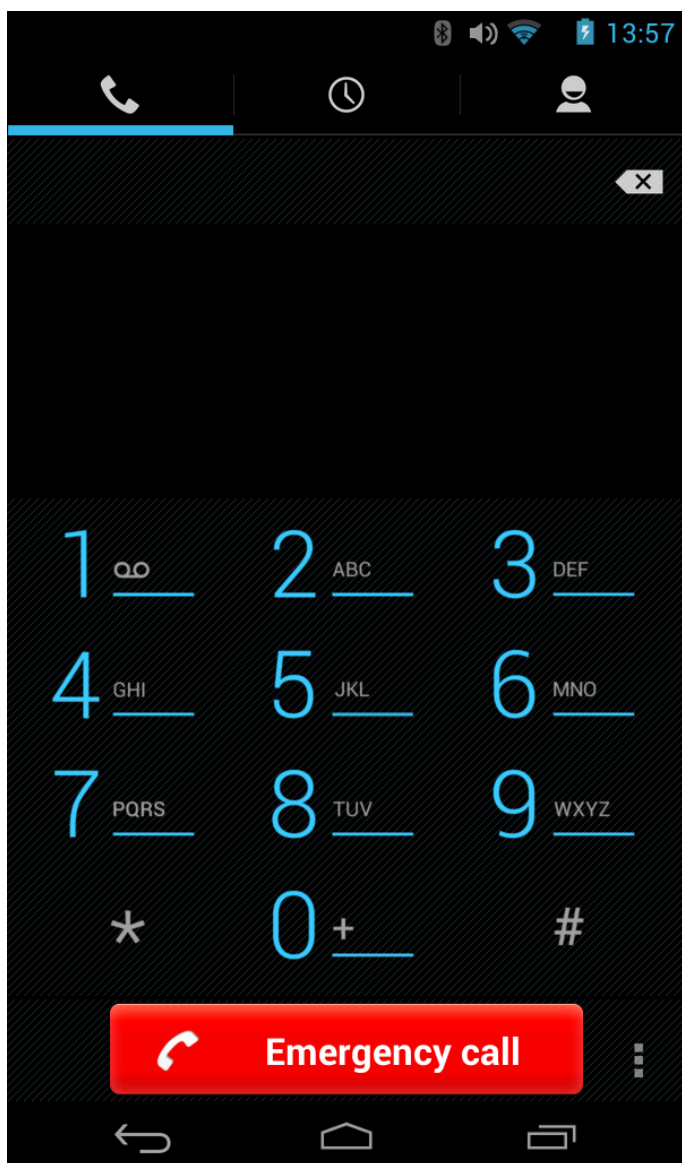 13:57
1 2 ABC 3 DEF
4 GHI 5 JKL 6 MNO
7 PQRS 8 TUV 9 WXYZ
* 0 + #
Emergency call